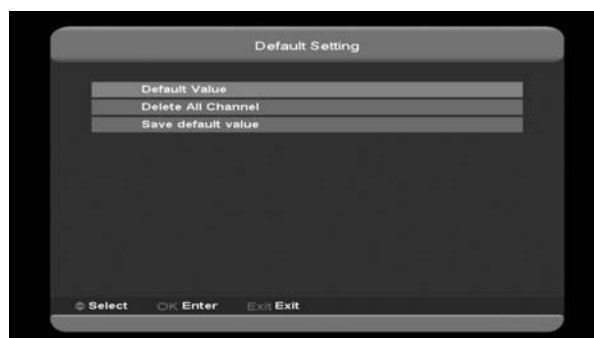 Default Setting
Default Value
Delete All Channel
Save default value
Select OK Enter Exit Exit